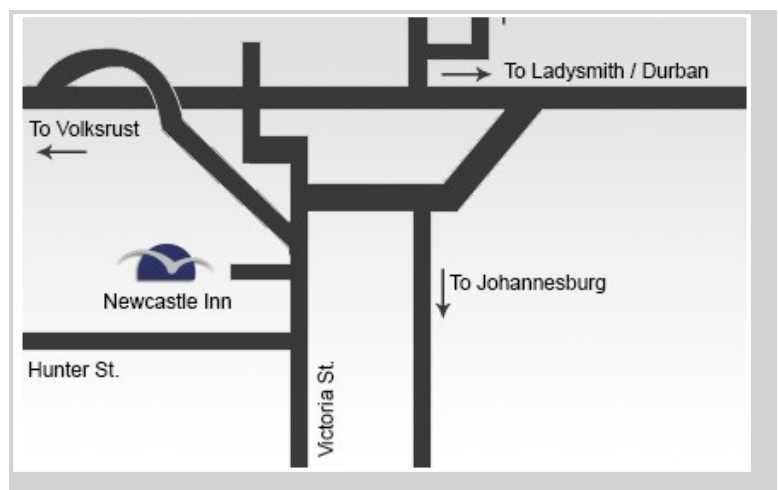 To Ladysmith / Durban
To Volksrust
To Johannesburg
Newcastle Inn
Hunter St.
Victoria St.